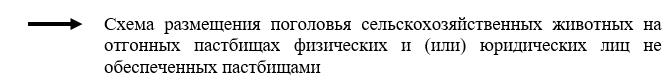 Схема размещения поголовья сельскохозяйственных животных на
отгонных пастбищах физических и (или) юридических лиц не
обеспеченных пастбищами